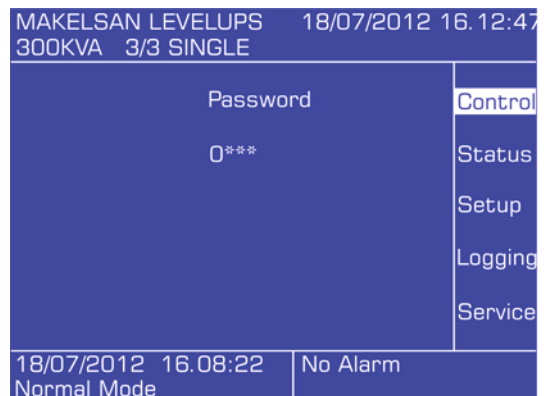 MAKELSAN LEVELUPS 18/07/2012 16.12:47
300KVA 3/3 SINGLE
Password
0***
Control
Status
Setup
Logging
Service
18/07/2012 16.08:22 No Alarm
Normal Mode